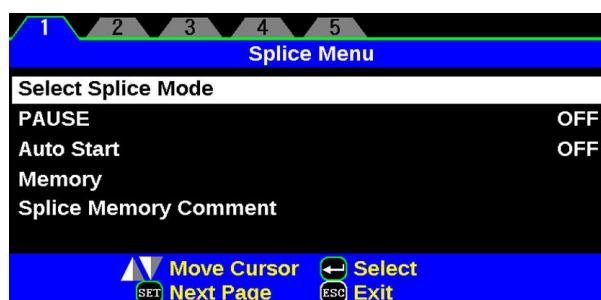 1 2 3 4 5
Splice Menu
Select Splice Mode
PAUSE OFF
Auto Start OFF
Memory
Splice Memory Comment
Move Cursor Select
SET Next Page ESC Exit